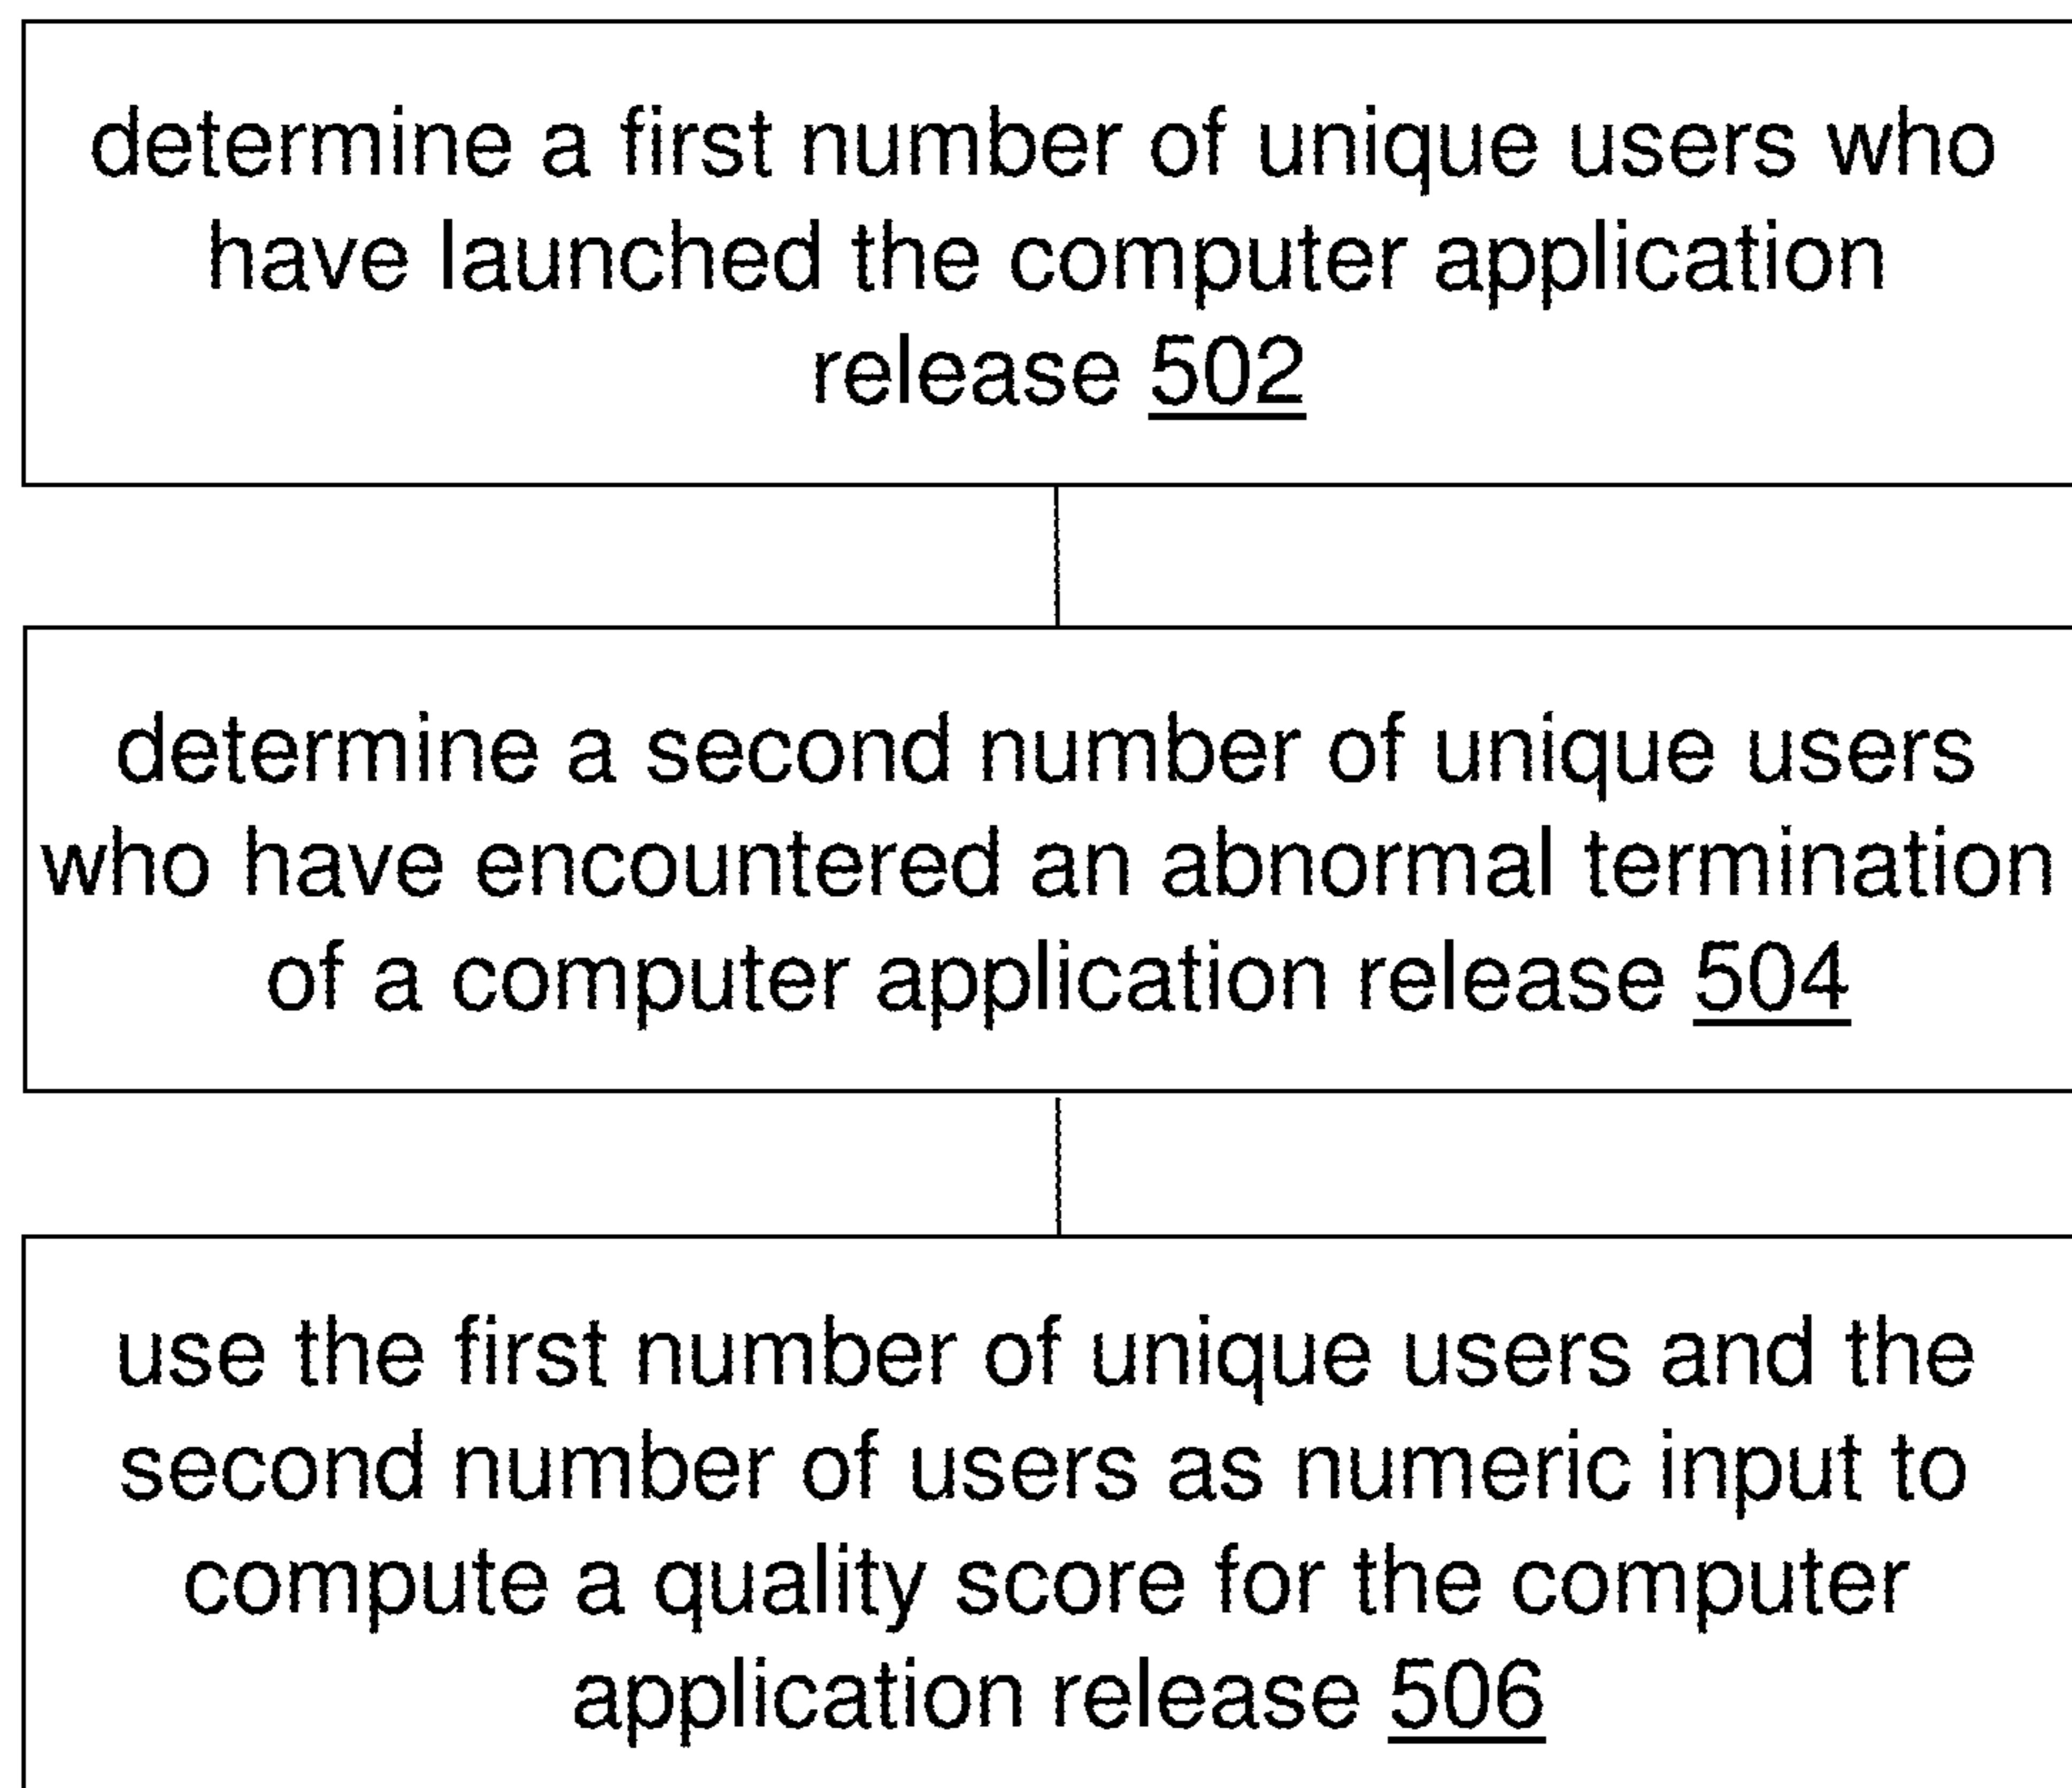 determine a first number of unique users who
have launched the computer application
release 502
determine a second number of unique users
who have encountered an abnormal termination
of a computer application release 504
use the first number of unique users and the
second number of users as numeric input to
compute a quality score for the computer
application release 506